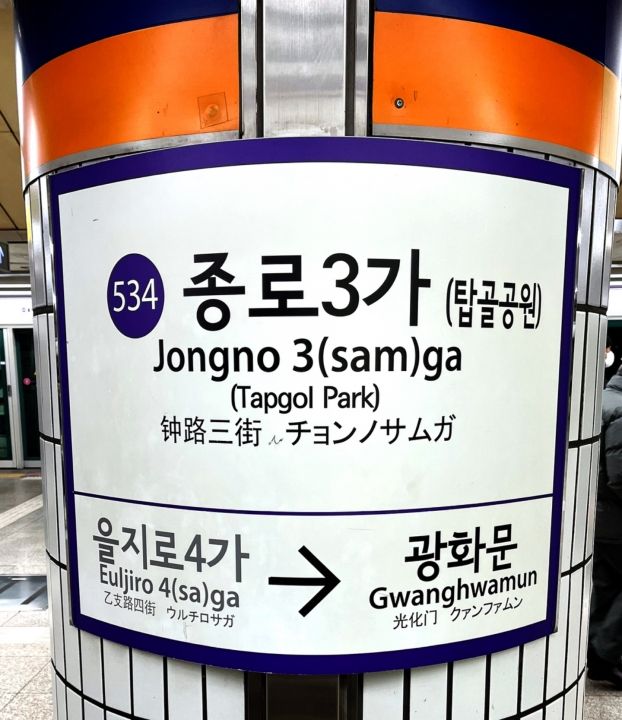 534 종로3가 (탑골공원)
Jongno 3(sam)ga
(Tapgol Park)
钟路三街 チョンノサムガ
을지로4가 → 광화문
Euljiro 4(sa)ga Gwanghwamun
乙支路四街 ウルチロサガ 光化门 クァンファムン